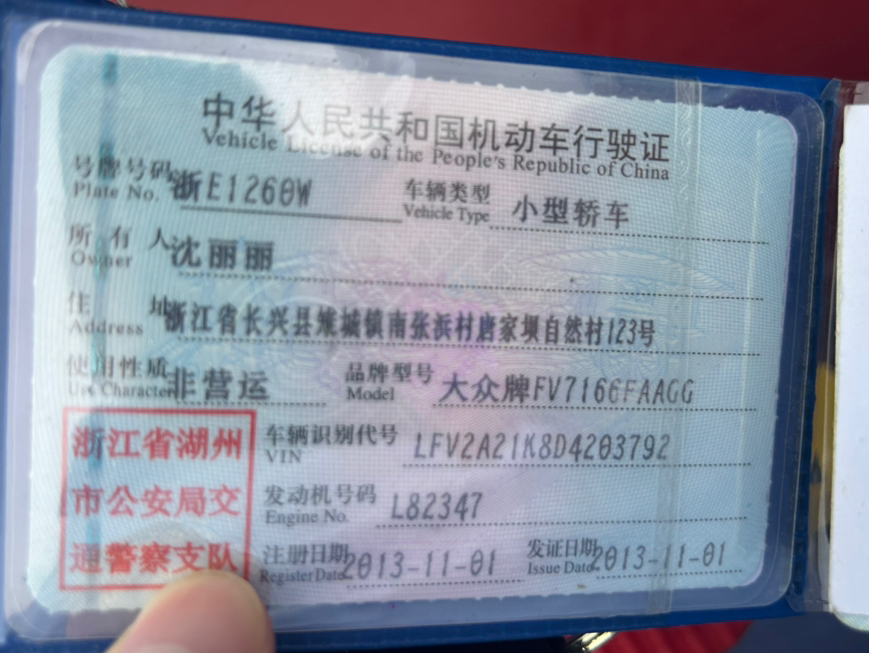 中华人民共和国机动车行驶证
Vehicle License of the People's Republic of China
号牌号码 浙E1260W 车辆类型 小型轿车
Plate No. Vehicle Type
所有人 沈丽丽
Owner
住址 浙江省长兴县雉城镇南张浜村唐家坝自然村123号
Address
使用性质 非营运 品牌型号 大众牌FV7166FAAGG
Use Character Model
浙江省湖州
市公安局交
通警察支队
车辆识别代号 LFV2A21K8D4203792
VIN
发动机号码 L82347
Engine No.
注册日期 2013-11-01 发证日期 2013-11-01
Register Date Issue Date